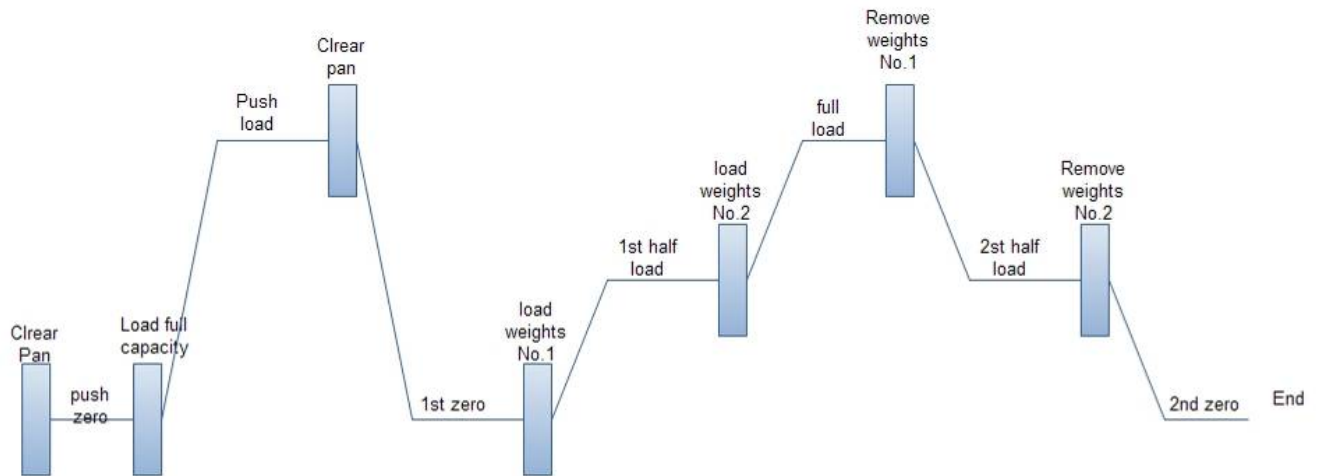 Clrear
Pan
push
zero
Load full
capacity
Push
load
Clrear
pan
1st zero
load
weights
No.1
1st half
load
load
weights
No.2
full
load
Remove
weights
No.1
2st half
load
Remove
weights
No.2
2nd zero
End